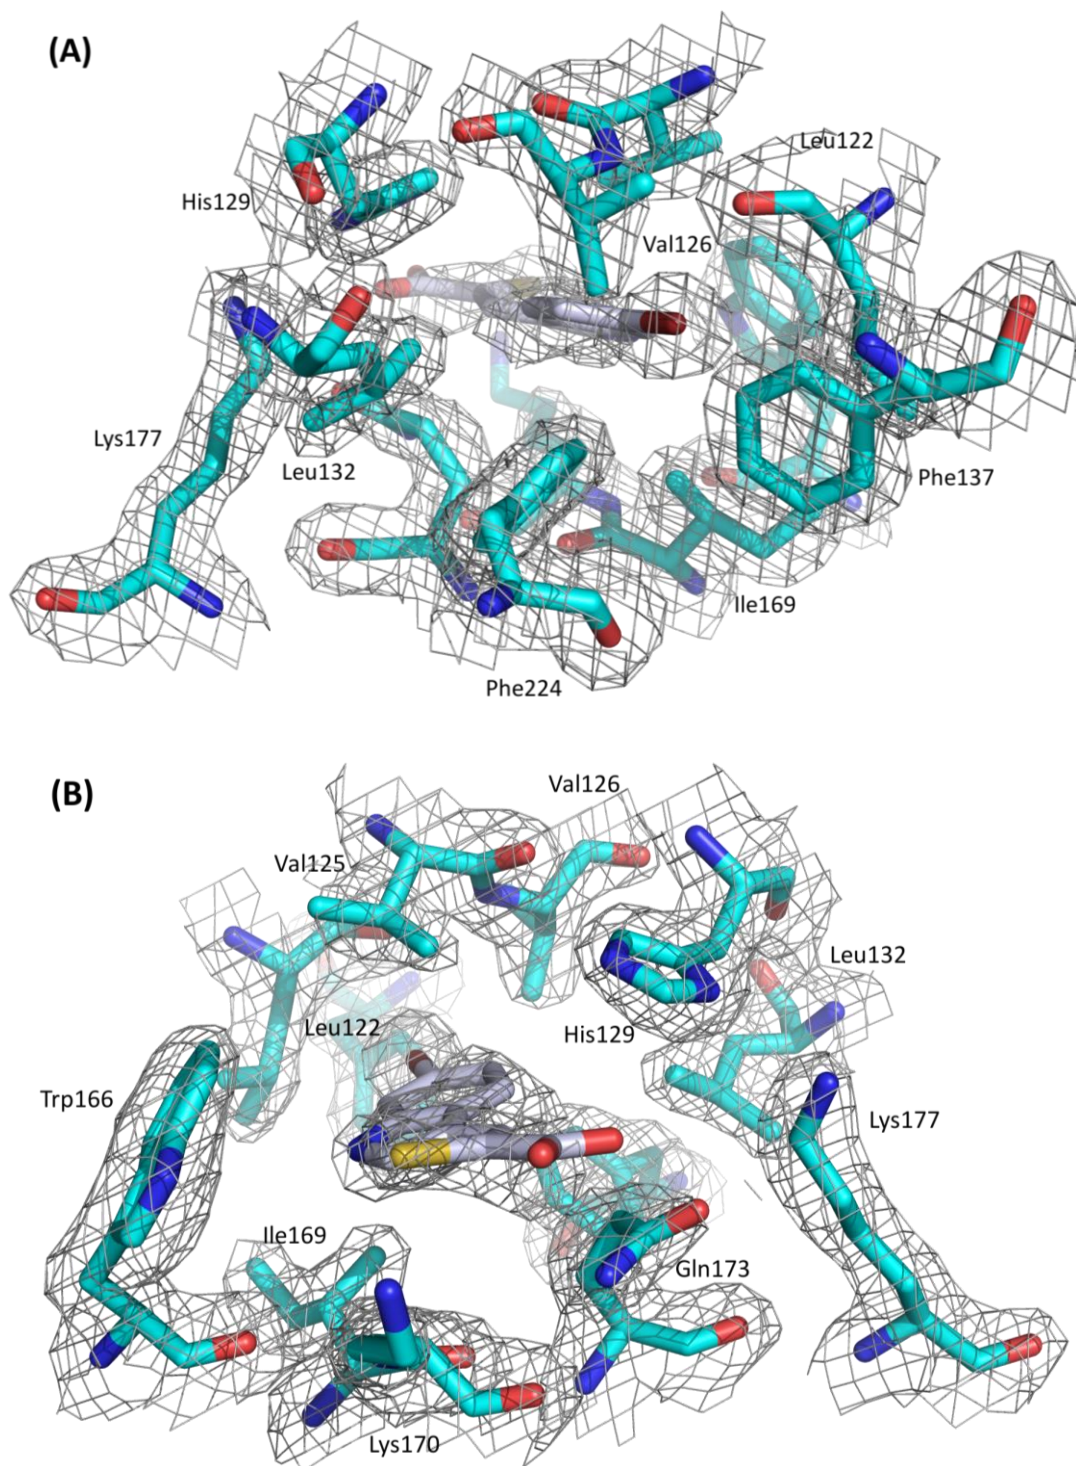 (A)
Leu122
His129
Val126
Lys177
Leu132
Phe137
Ile169
Phe224
(B)
Val126
Val125
Leu132
Leu122
His129
Trp166
Lys177
Ile169
Gln173
Lys170